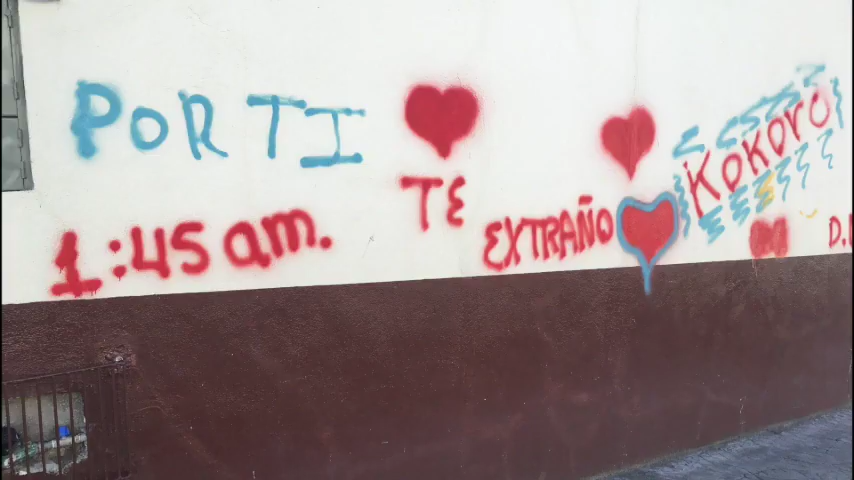 POR TI
1:45 am.
TE
EXTRAÑO
KOKORO